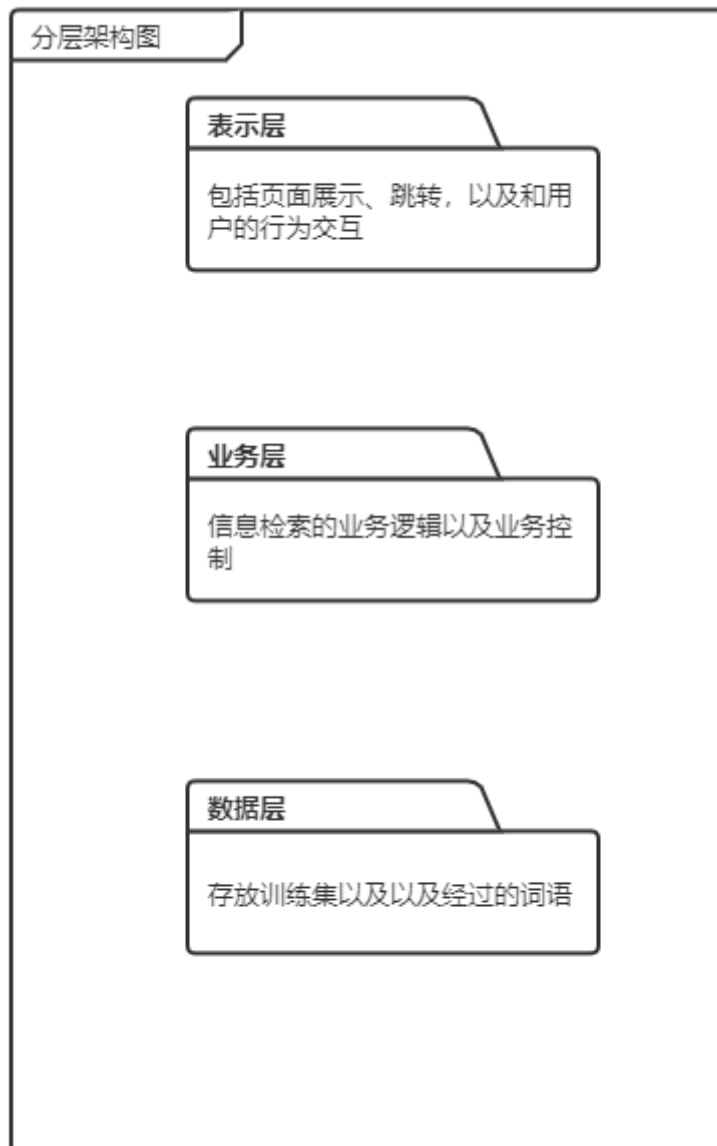 分层架构图
表示层
包括页面展示、跳转，以及和用
户的行为交互
业务层
信息检索的业务逻辑以及业务控
制
数据层
存放训练集以及以及经过的词语